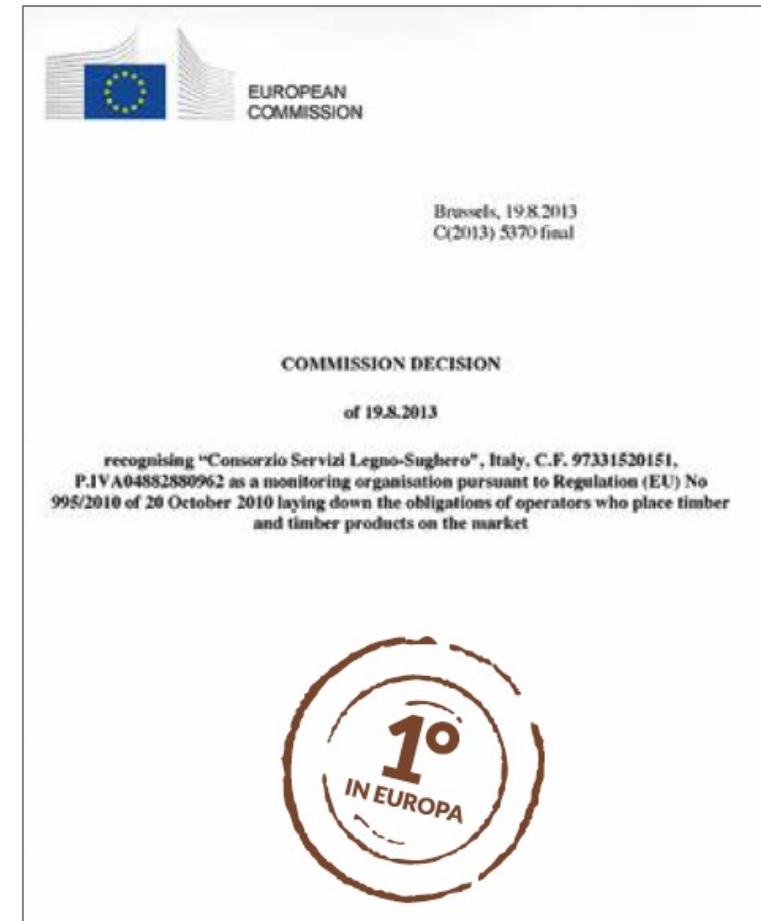 EUROPEAN
COMMISSION
Brussels, 19.8.2013
C(2013) 5370 final
COMMISSION DECISION
of 19.8.2013
recognising “Consorzio Servizi Legno-Sughero”, Italy, C.F. 97331520151,
P.IVA04882880962 as a monitoring organisation pursuant to Regulation (EU) No
995/2010 of 20 October 2010 laying down the obligations of operators who place timber
and timber products on the market
1º
IN EUROPA